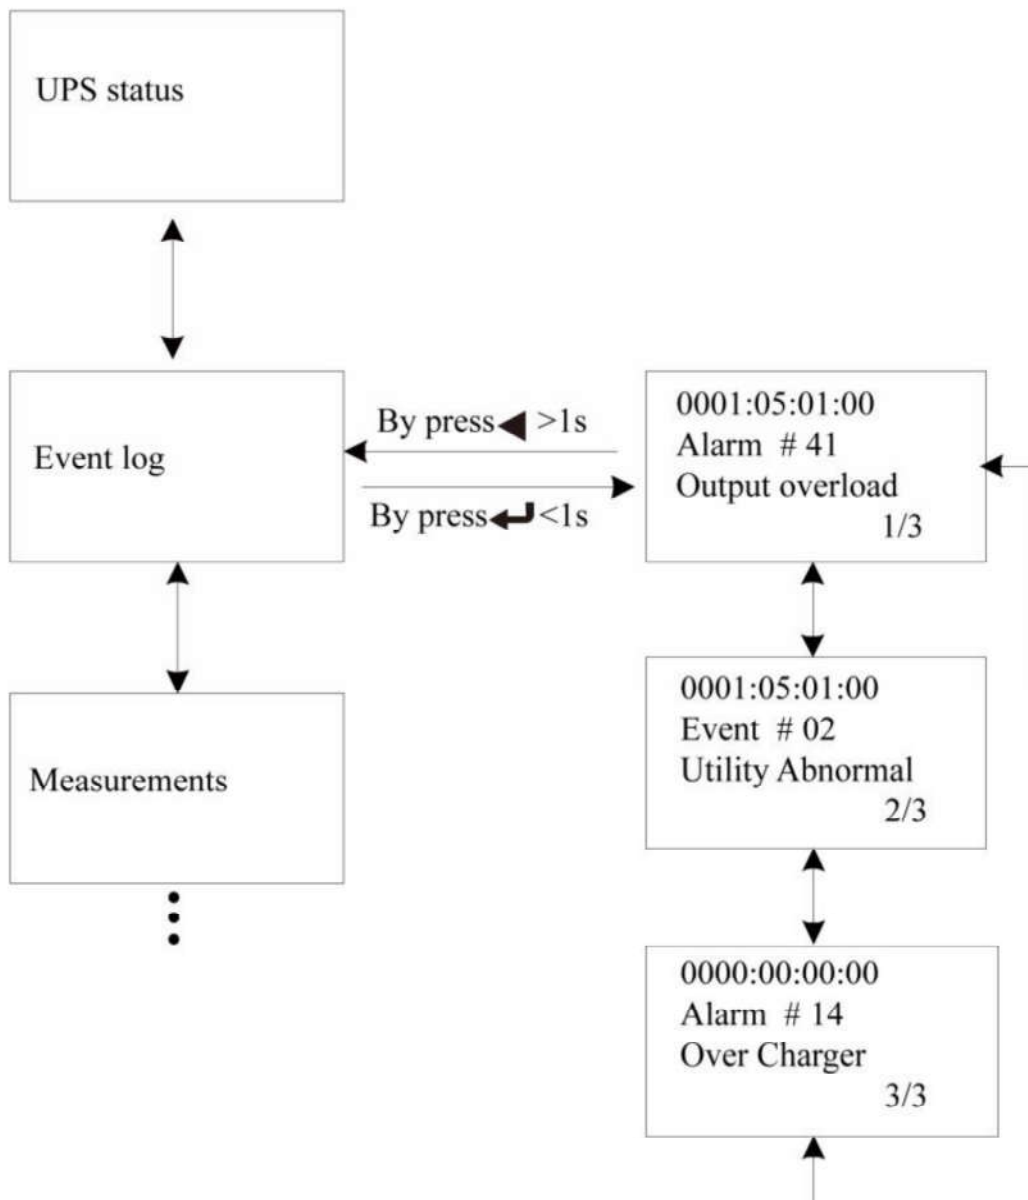 UPS status
Event log
By press >1s
By press <1s
0001:05:01:00
Alarm # 41
Output overload
1/3
Measurements
0001:05:01:00
Event # 02
Utility Abnormal
2/3
0000:00:00:00
Alarm # 14
Over Charger
3/3